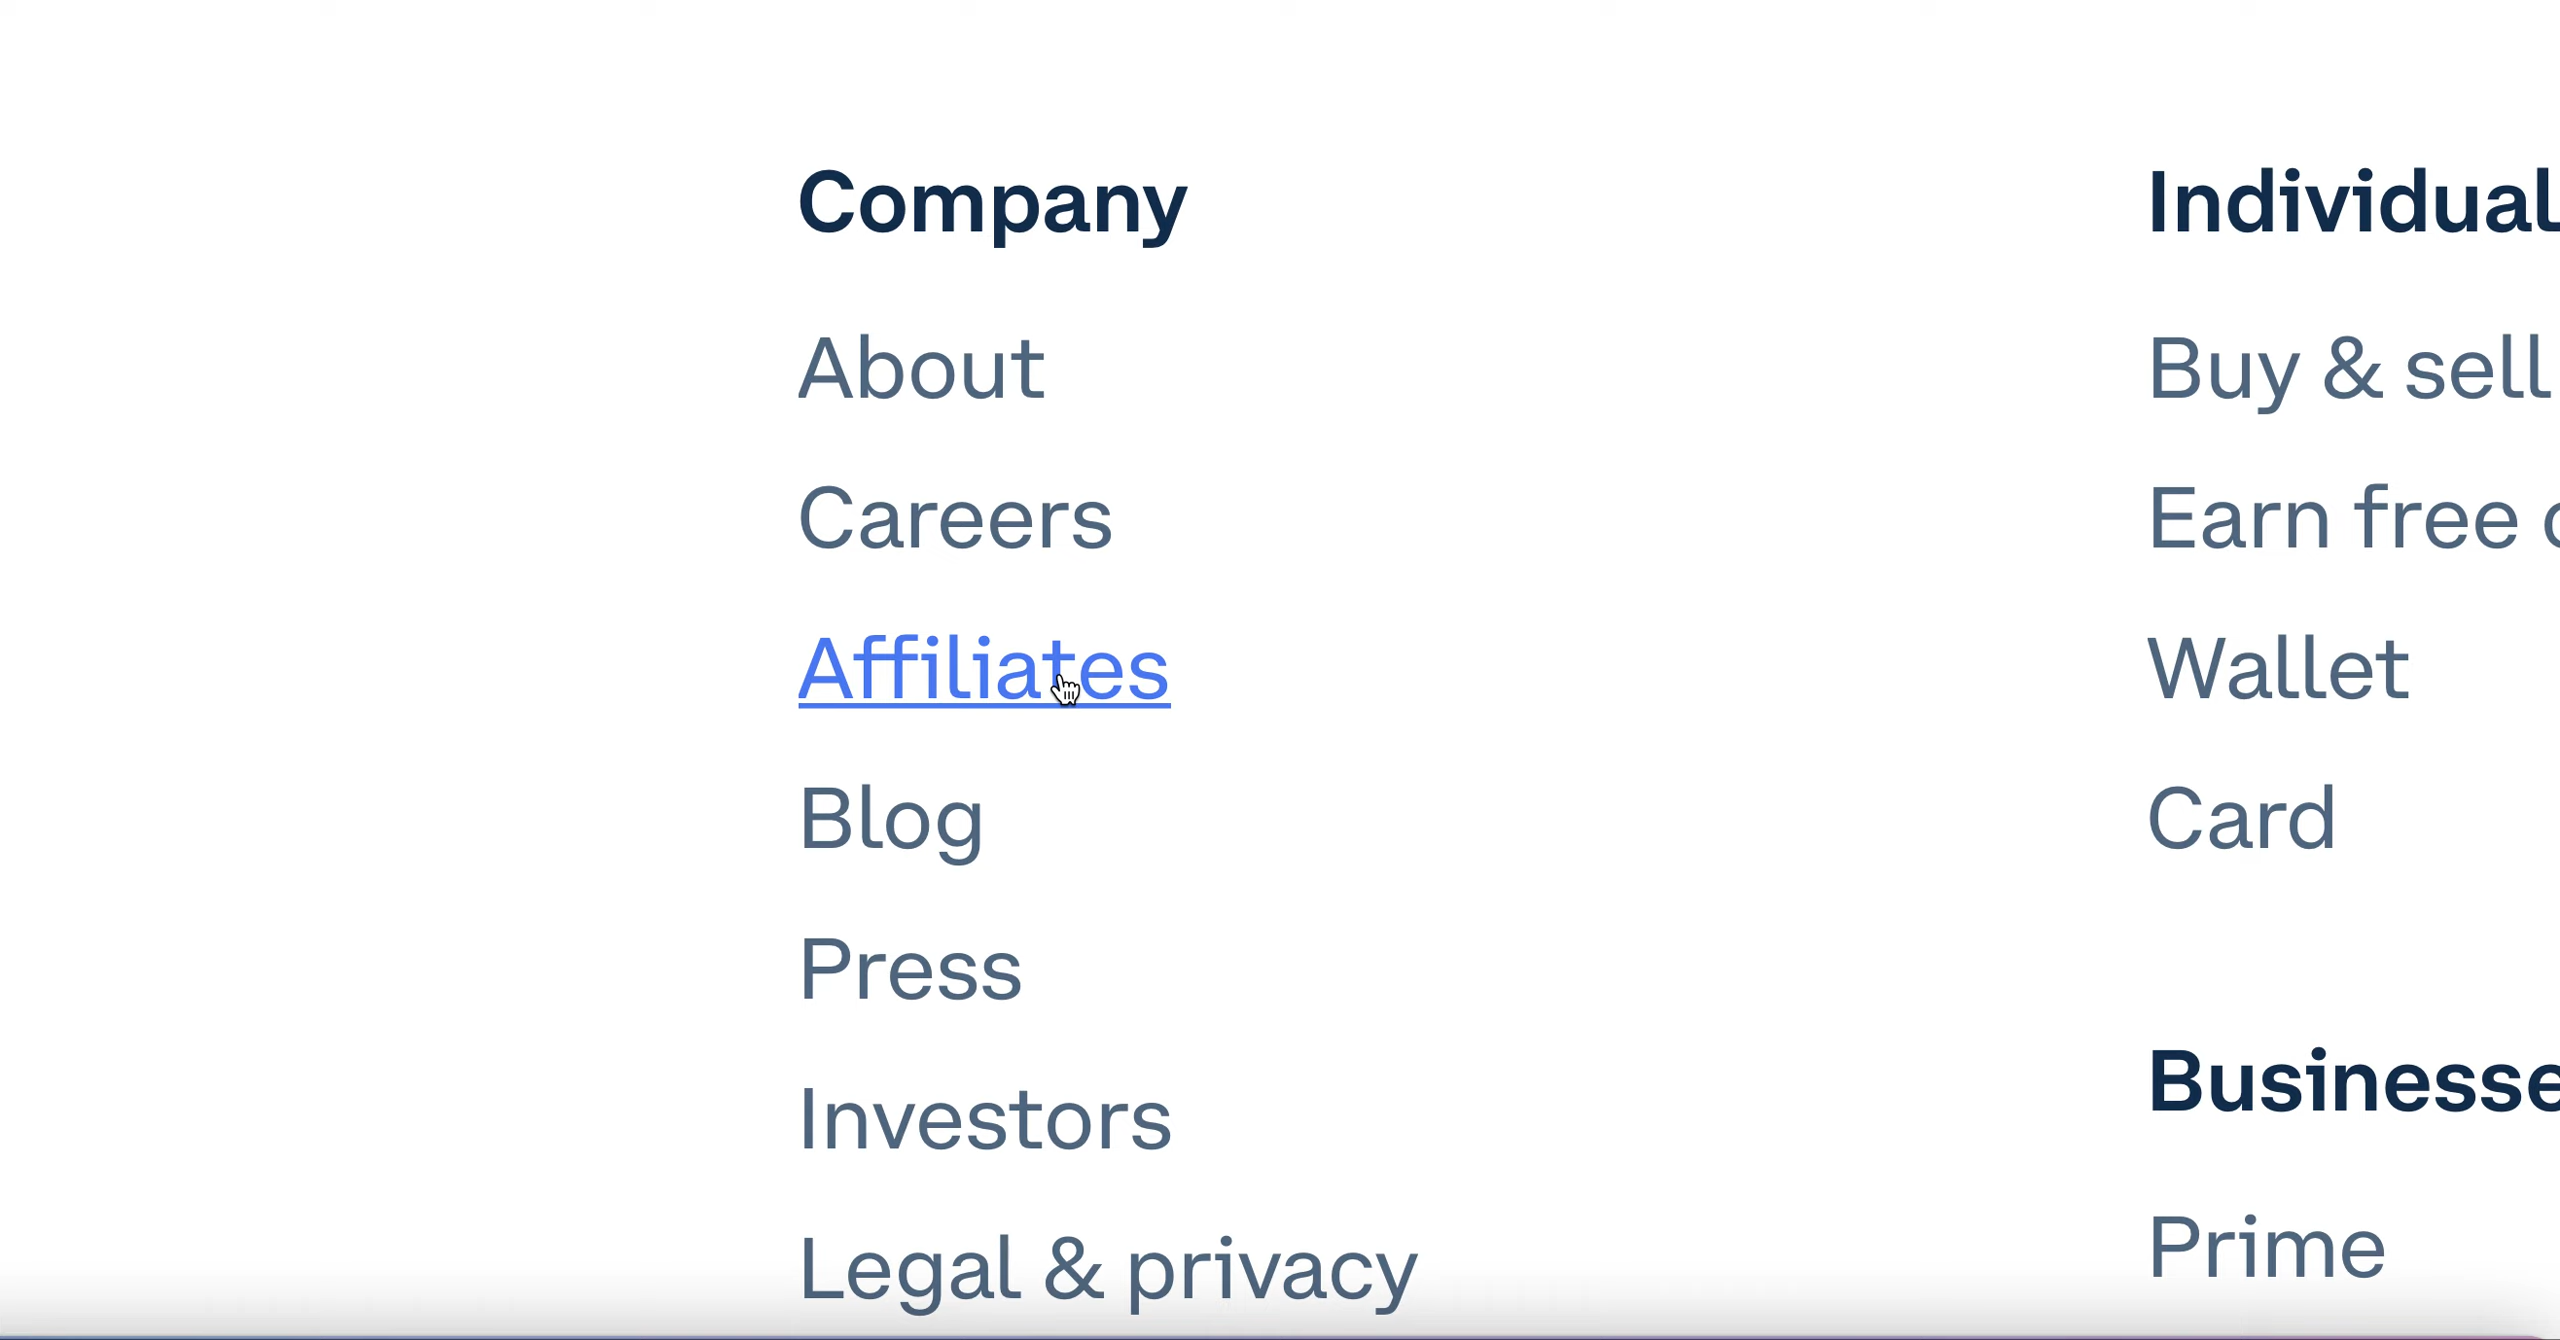 Company
About
Careers
Affiliates
Blog
Press
Investors
Legal & privacy
Individual
Buy & sell
Earn free
Wallet
Card
Businesse
Prime